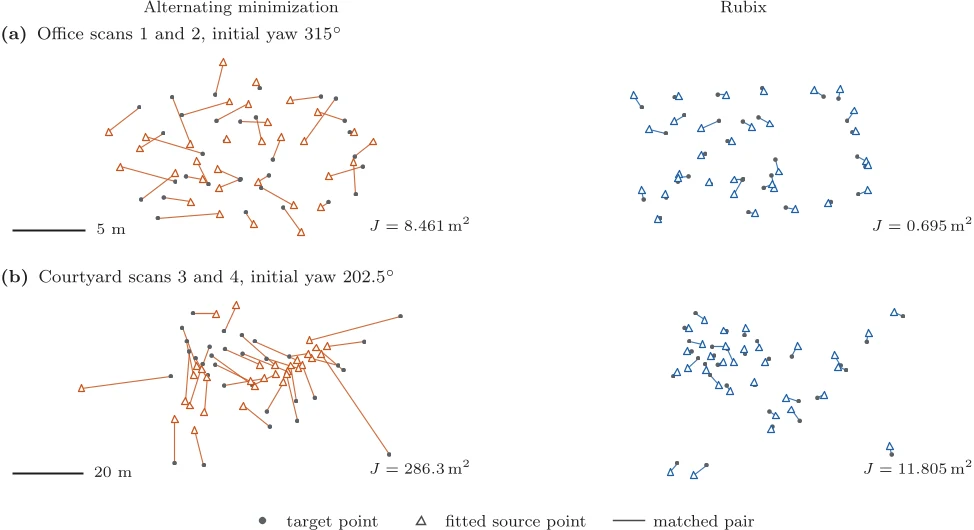 Alternating minimization
Rubix
(a) Office scans 1 and 2, initial yaw 315°
5 m
J = 8.461 m²
J = 0.695 m²
(b) Courtyard scans 3 and 4, initial yaw 202.5°
20 m
J = 286.3 m²
J = 11.805 m²
target point
fitted source point
matched pair